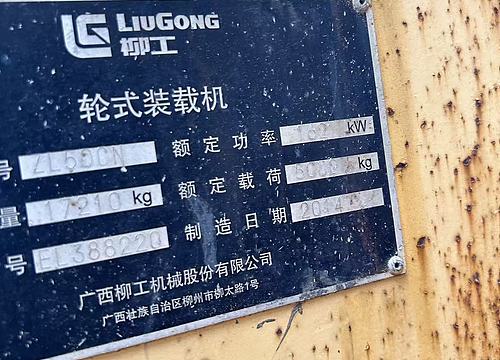 LIUGONG
柳工
轮式装载机
号 ZL50CN 额定功率 162 kW
量 17210 kg 额定载荷 5000 kg
号 EL388220 制造日期 2014
广西柳工机械股份有限公司
广西壮族自治区柳州市柳太路1号